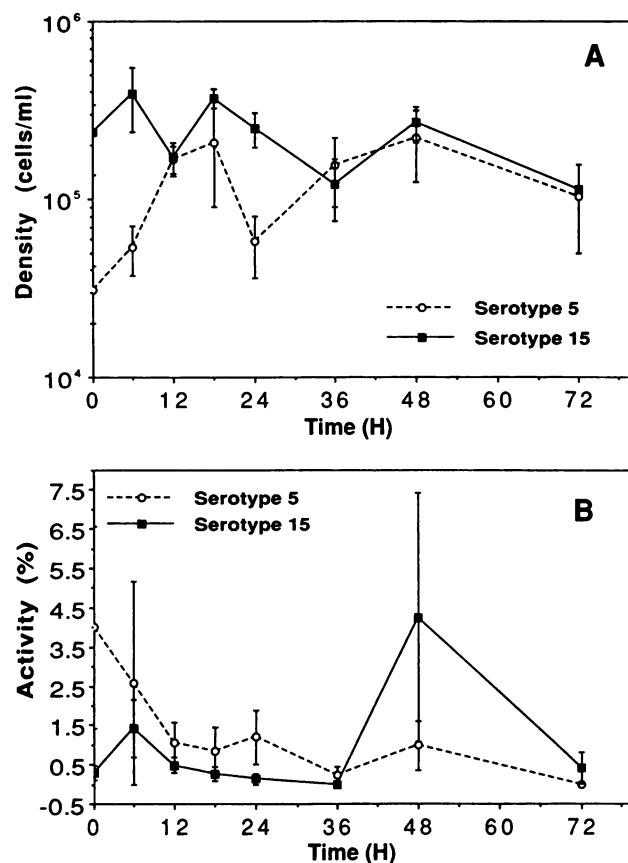 10⁶
A
Density (cells/ml)
10⁵
Serotype 5
Serotype 15
10⁴
0 12 24 36 48 60 72
Time (H)
7.5
Serotype 5
B
6.5
Serotype 15
5.5
Activity (%)
4.5
3.5
2.5
1.5
0.5
-0.5
0 12 24 36 48 60 72
Time (H)